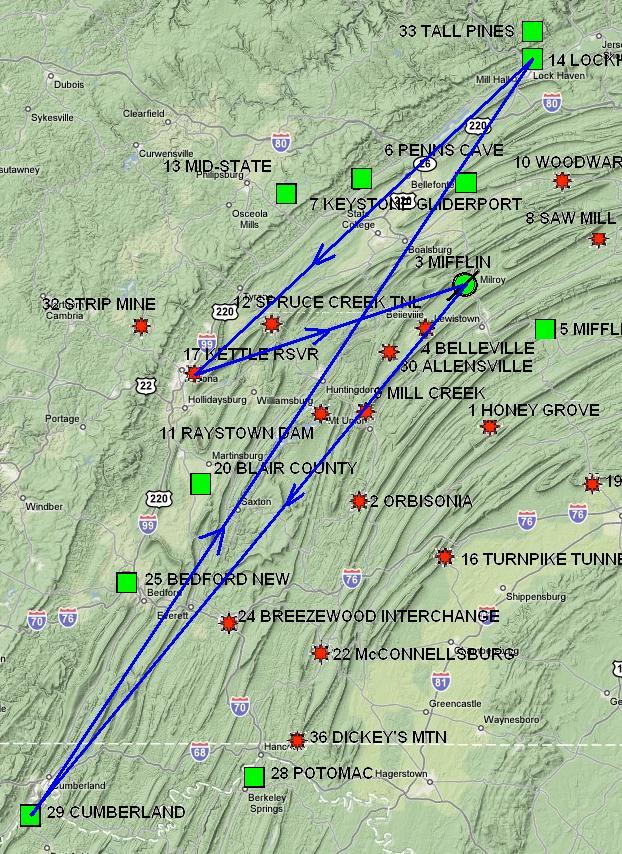 33 TALL PINES
14 LOCKH
Mill Hall
Lock Haven
Dubois
80
Sykesville
Clearfield
220
80
6 PENNS CAVE
Curwensville
26
13 MID-STATE
10 WOODWAR
Philipsburg
Bellefonte
7 KEYSTONE GLIDERPORT
Osceola
Mills
State
College
8 SAW MILL
Boalsburg
3 MIFFLIN
Milroy
32 STRIP MINE
12 SPRUCE CREEK TNL
Cambria
220
Belleville
Lewistown
5 MIFFLI
99
4 BELLEVILLE
17 KETTLE RSVR
30 ALLENSVILLE
22
Huntingdon
Hollidaysburg
Williamsburg
9 MILL CREEK
1 HONEY GROVE
Portage
Mt Union
11 RAYSTOWN DAM
Martinsburg
20 BLAIR COUNTY
19
Windber
220
Saxton
2 ORBISONIA
76
99
76
16 TURNPIKE TUNNE
25 BEDFORD NEW
76
Bedford
Shippensburg
Everett
24 BREEZEWOOD INTERCHANGE
70
76
22 McCONNELLSBURG
81
Greencastle
70
Waynesboro
36 DICKEY'S MTN
68
Hanc
28 POTOMAC
Hagerstown
Cumberland
Berkeley
Springs
29 CUMBERLAND